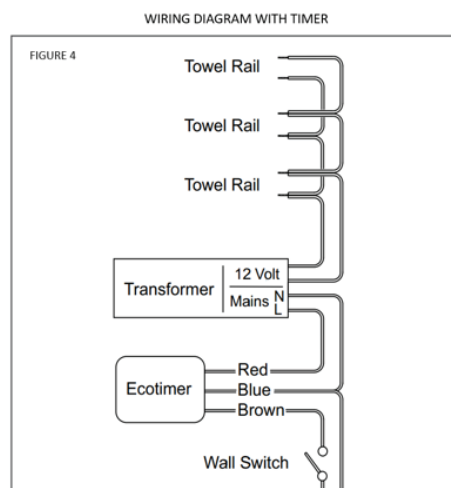 WIRING DIAGRAM WITH TIMER
FIGURE 4
Towel Rail
Towel Rail
Towel Rail
Transformer
12 Volt
Mains N
L
Red
Ecotimer
Blue
Brown
Wall Switch